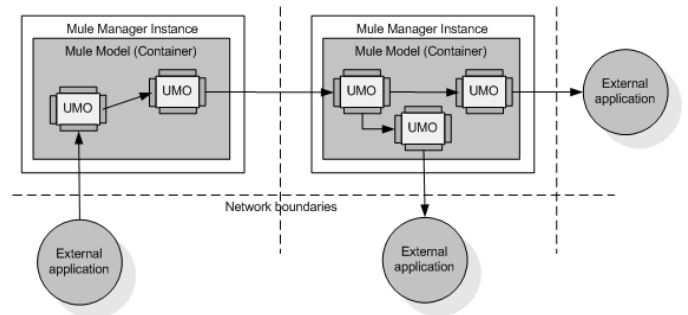 Mule Manager Instance
Mule Model (Container)
UMO
UMO
Mule Manager Instance
Mule Model (Container)
UMO
UMO
UMO
External
application
Network boundaries
External
application
External
application